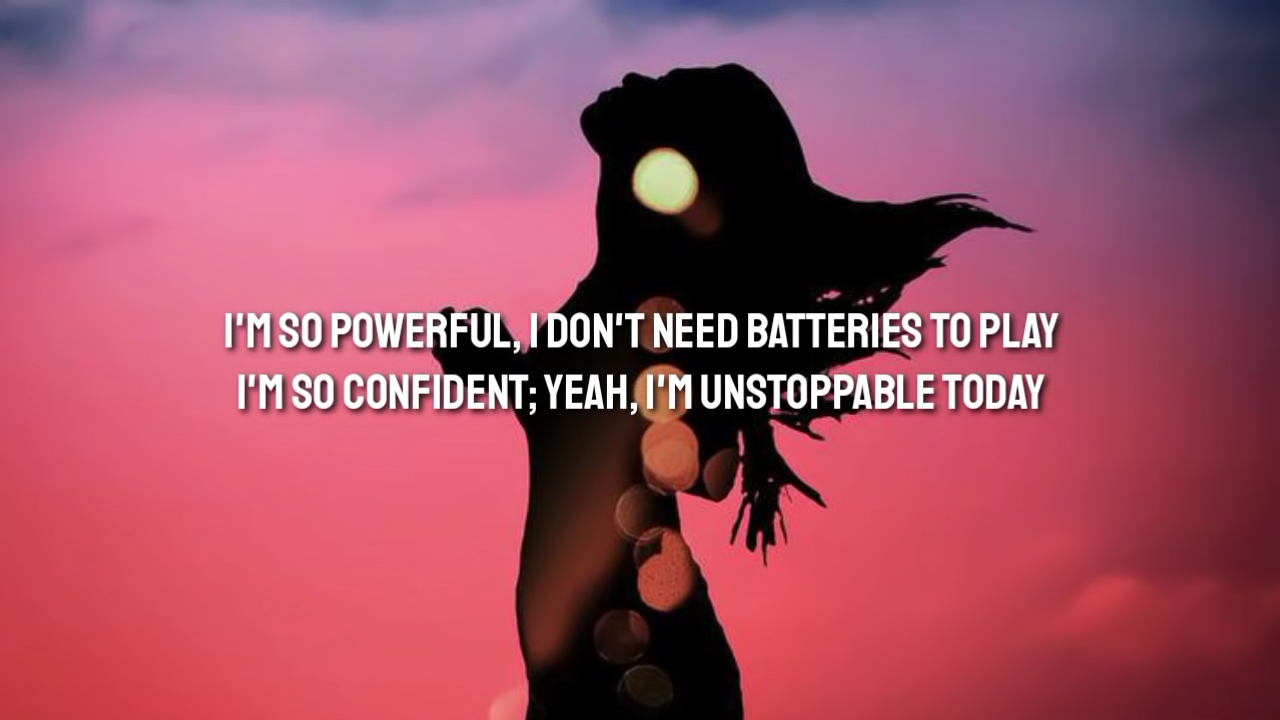 I'M SO POWERFUL, I DON'T NEED BATTERIES TO PLAY
I'M SO CONFIDENT; YEAH, I'M UNSTOPPABLE TODAY